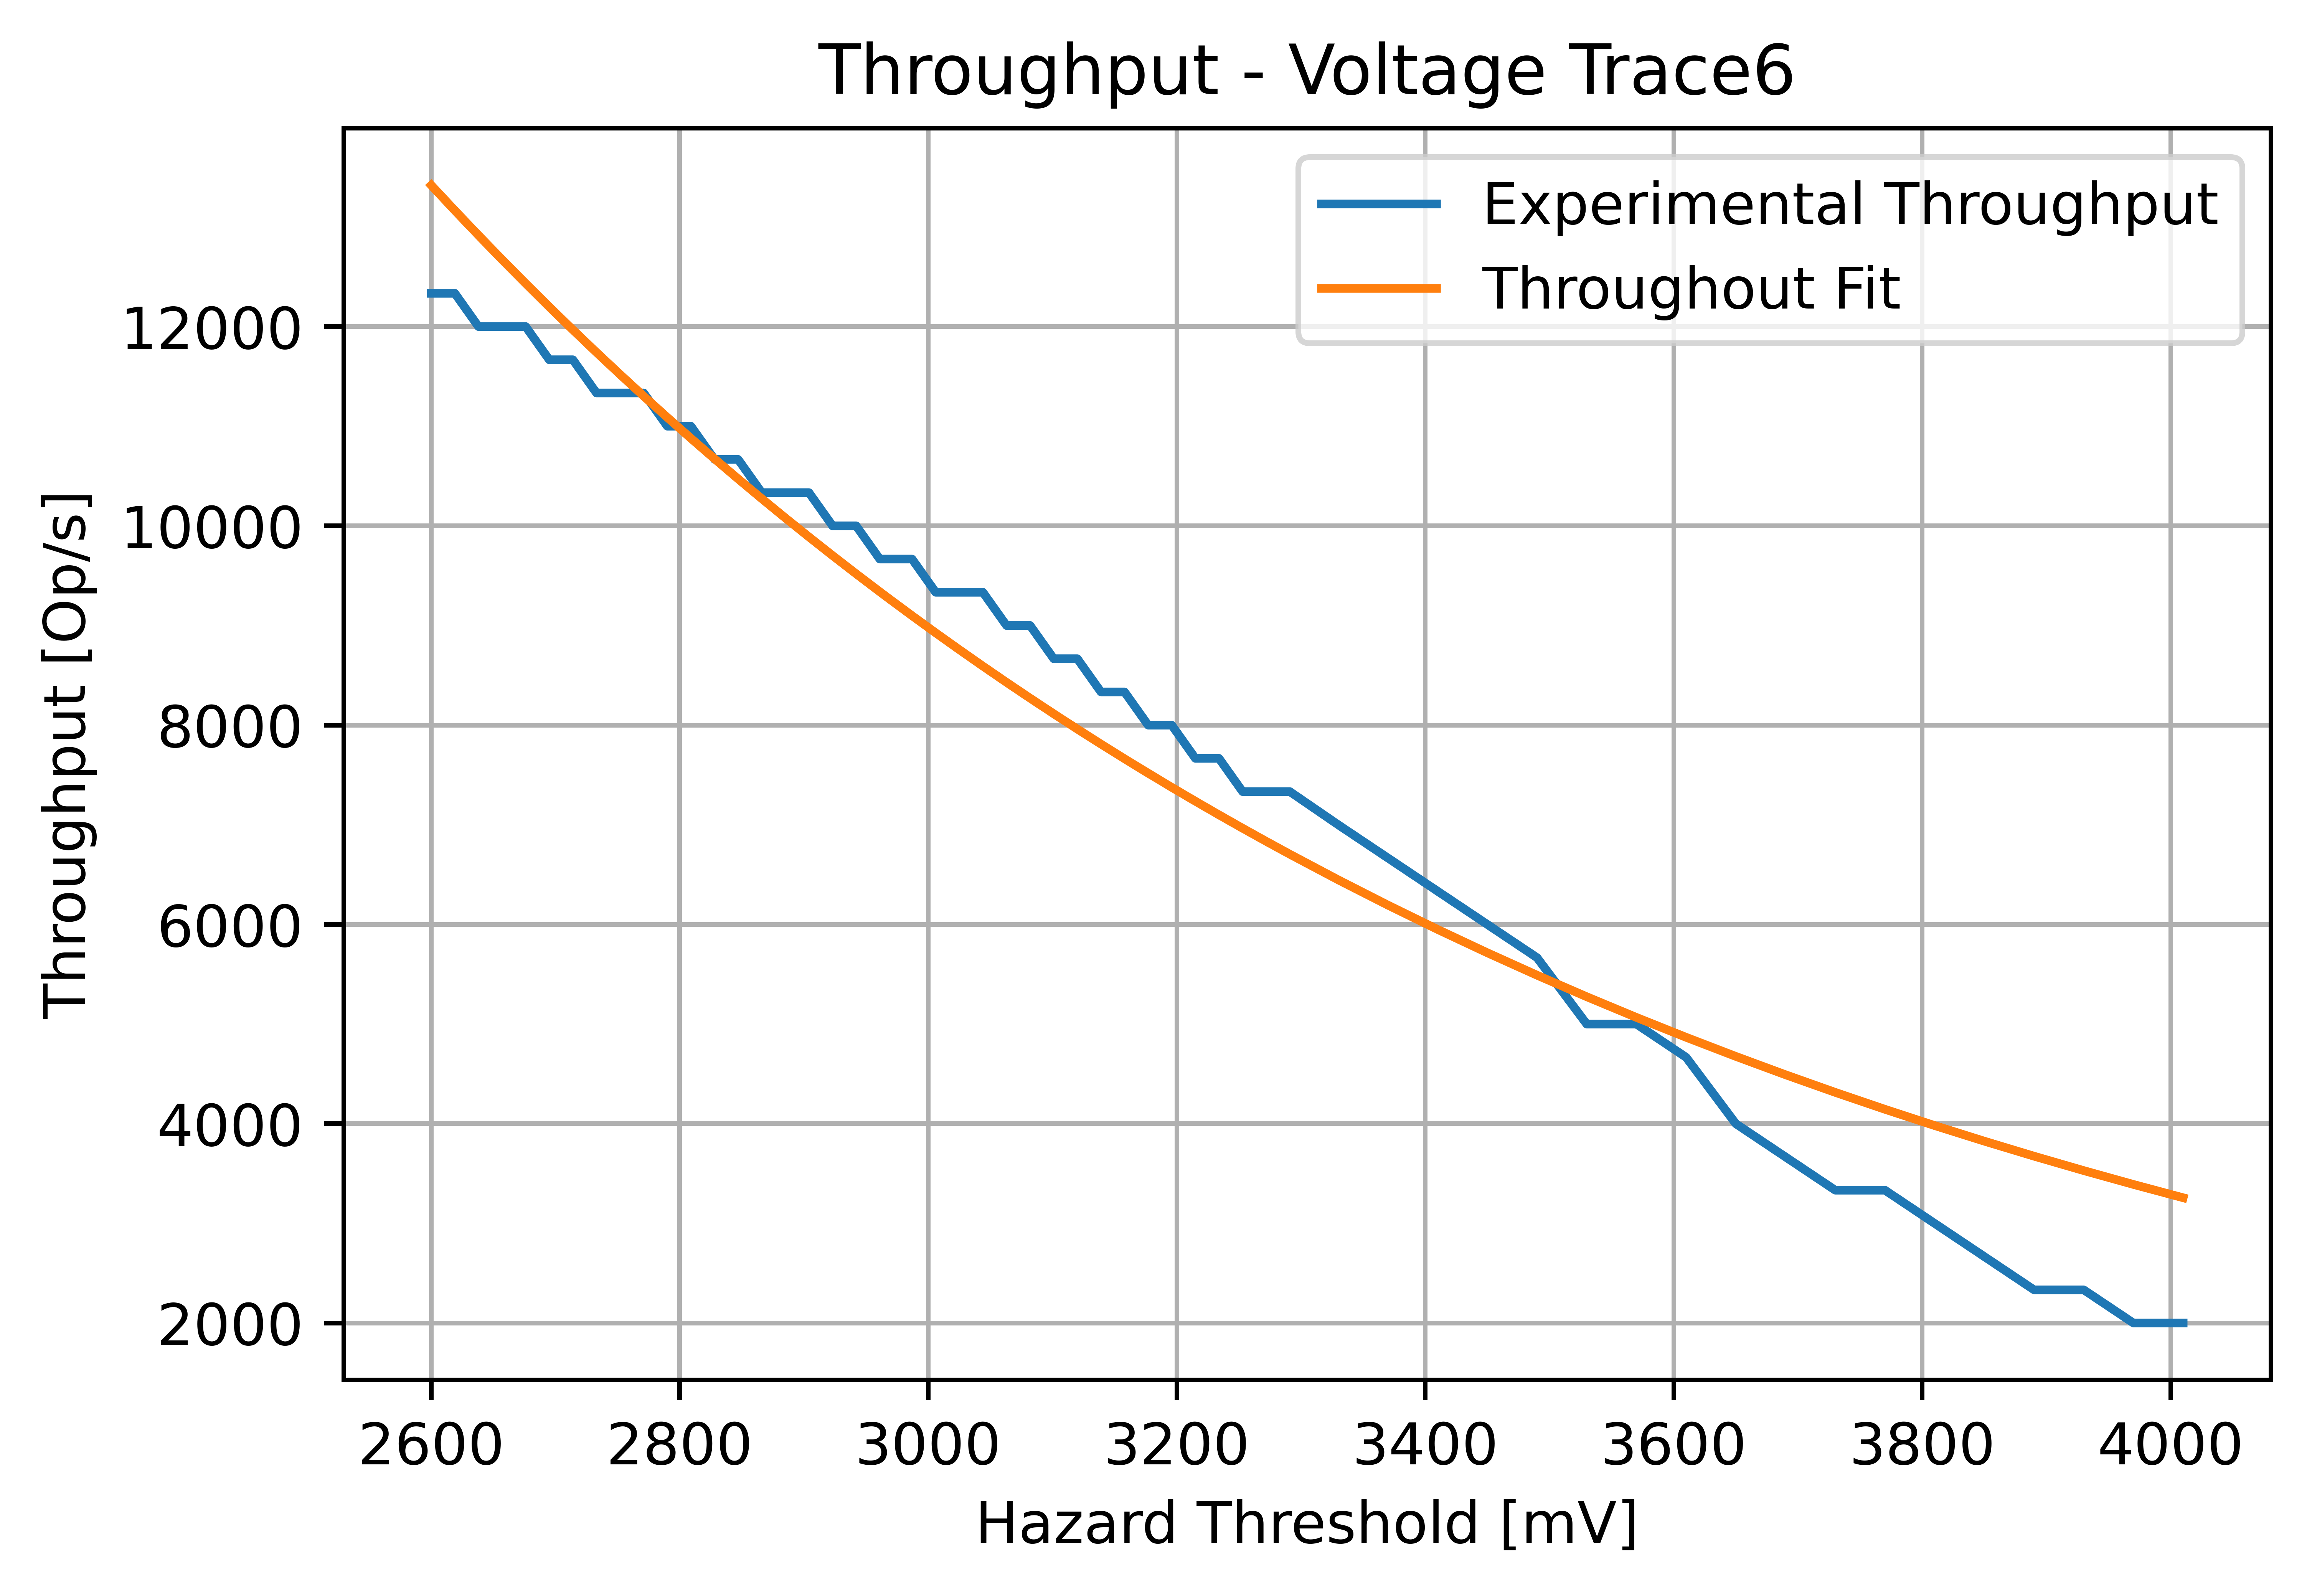 Throughput - Voltage Trace6
Experimental Throughput
Throughout Fit
Throughput [Op/s]
12000
10000
8000
6000
4000
2000
2600 2800 3000 3200 3400 3600 3800 4000
Hazard Threshold [mV]